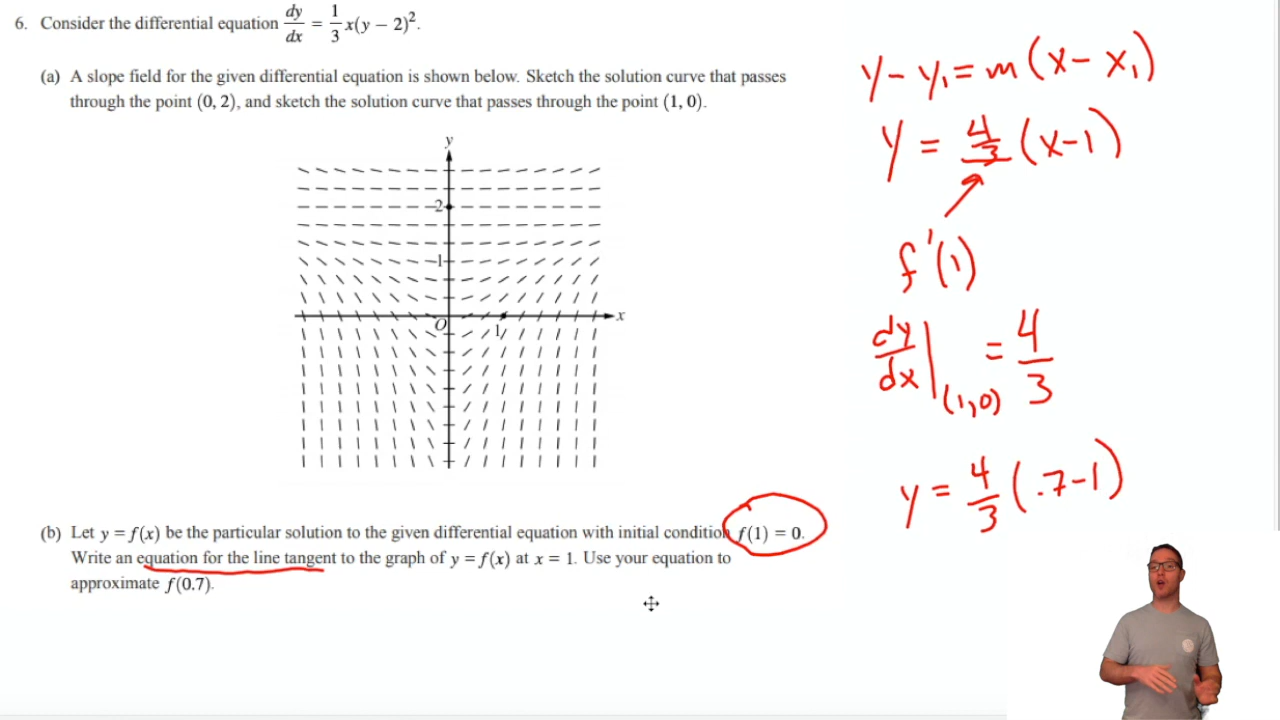 6. Consider the differential equation dy/dx = 1/3 x(y − 2)².
(a) A slope field for the given differential equation is shown below. Sketch the solution curve that passes
through the point (0, 2), and sketch the solution curve that passes through the point (1, 0).
y
2
1
O
1
x
(b) Let y = f(x) be the particular solution to the given differential equation with initial condition f(1) = 0.
Write an equation for the line tangent to the graph of y = f(x) at x = 1. Use your equation to
approximate f(0.7).
y − y₁ = m(x − x₁)
y = 4/3 (x−1)
f'(1)
dy/dx |(1,0) = 4/3
y = 4/3 (.7−1)